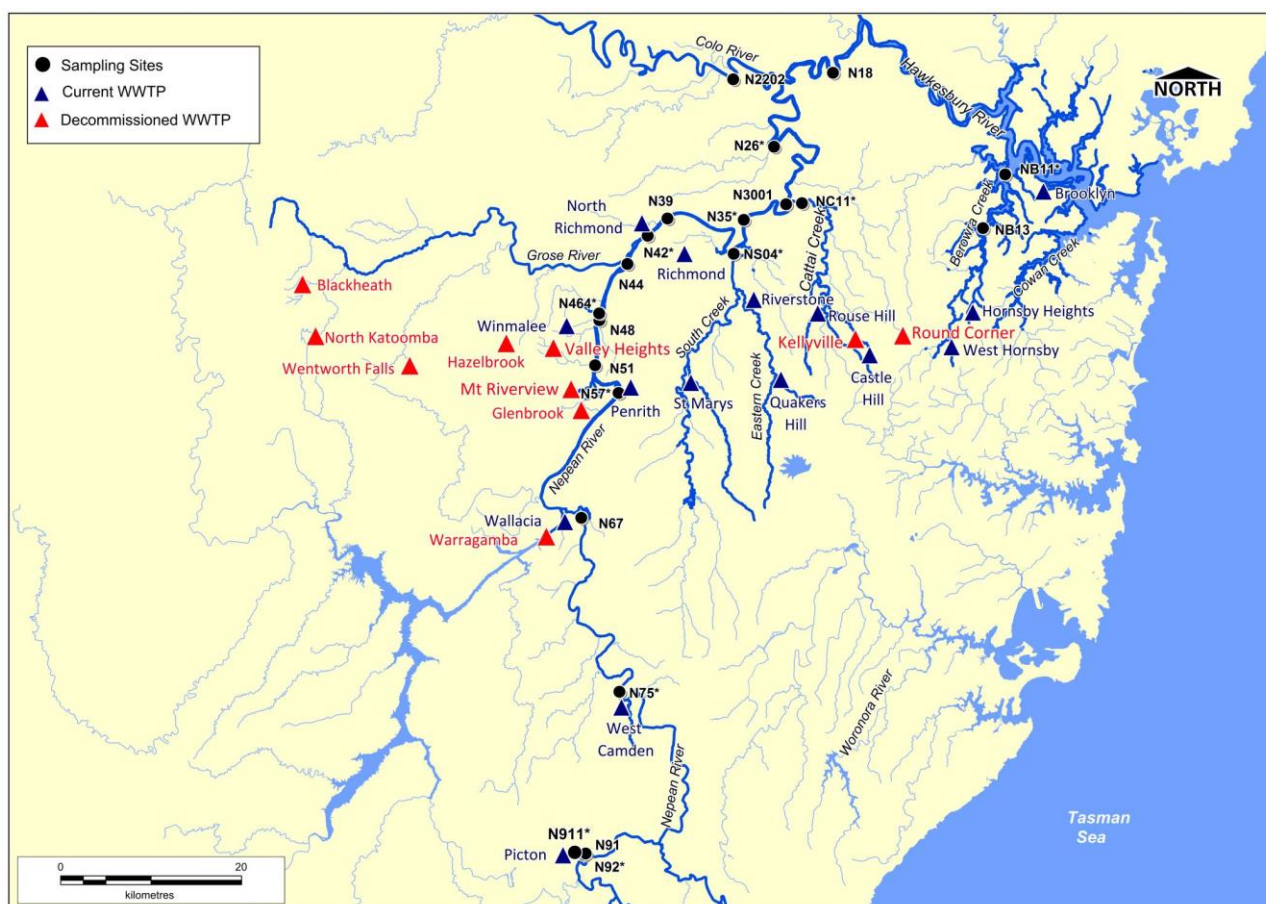 Sampling Sites
Current WWTP
Decommissioned WWTP
Colo River
N2202
N18
Hawkesbury River
NORTH
N26*
NB11*
Brooklyn
N3001
NC11*
North
Richmond
N39
N35*
Berowra Creek
NB13
Grose River
N42*
Richmond
NS04*
Cattai Creek
Cowan Creek
N44
Blackheath
N464*
Riverstone
Rouse Hill
Hornsby Heights
Winmalee
N48
South Creek
North Katoomba
Hazelbrook
Valley Heights
Kellyville
Round Corner
West Hornsby
Wentworth Falls
N51
Castle
Hill
Mt Riverview
N57*
Penrith
St Marys
Eastern Creek
Quakers
Hill
Glenbrook
Nepean River
Wallacia
N67
Warragamba
N75*
West
Camden
Woronora River
Nepean River
Tasman
Sea
N911*
N91
Picton
N92*
0
20
kilometres